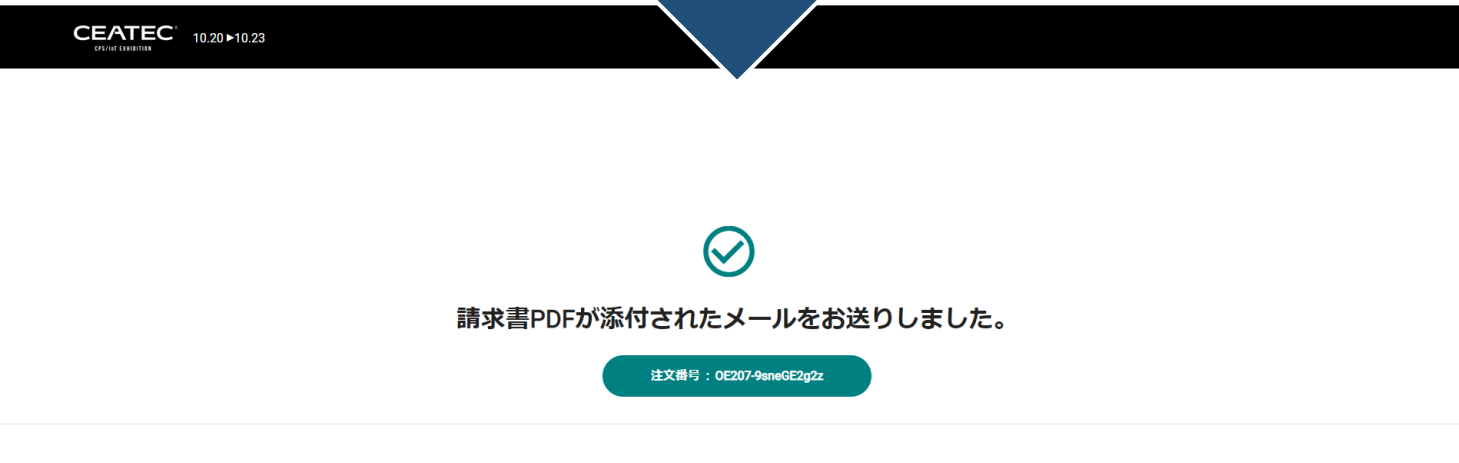 CEATEC
CPS/IoT EXHIBITION
10.20▶10.23
請求書PDFが添付されたメールをお送りしました。
注文番号 : OE207-9sneGE2g2z